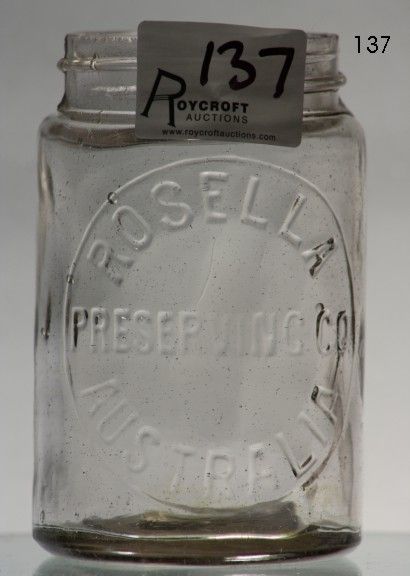 137
137
ROYCROFT
AUCTIONS
www.roycroftauctions.com
ROSELLA
PRESERVING CO
AUSTRALIA